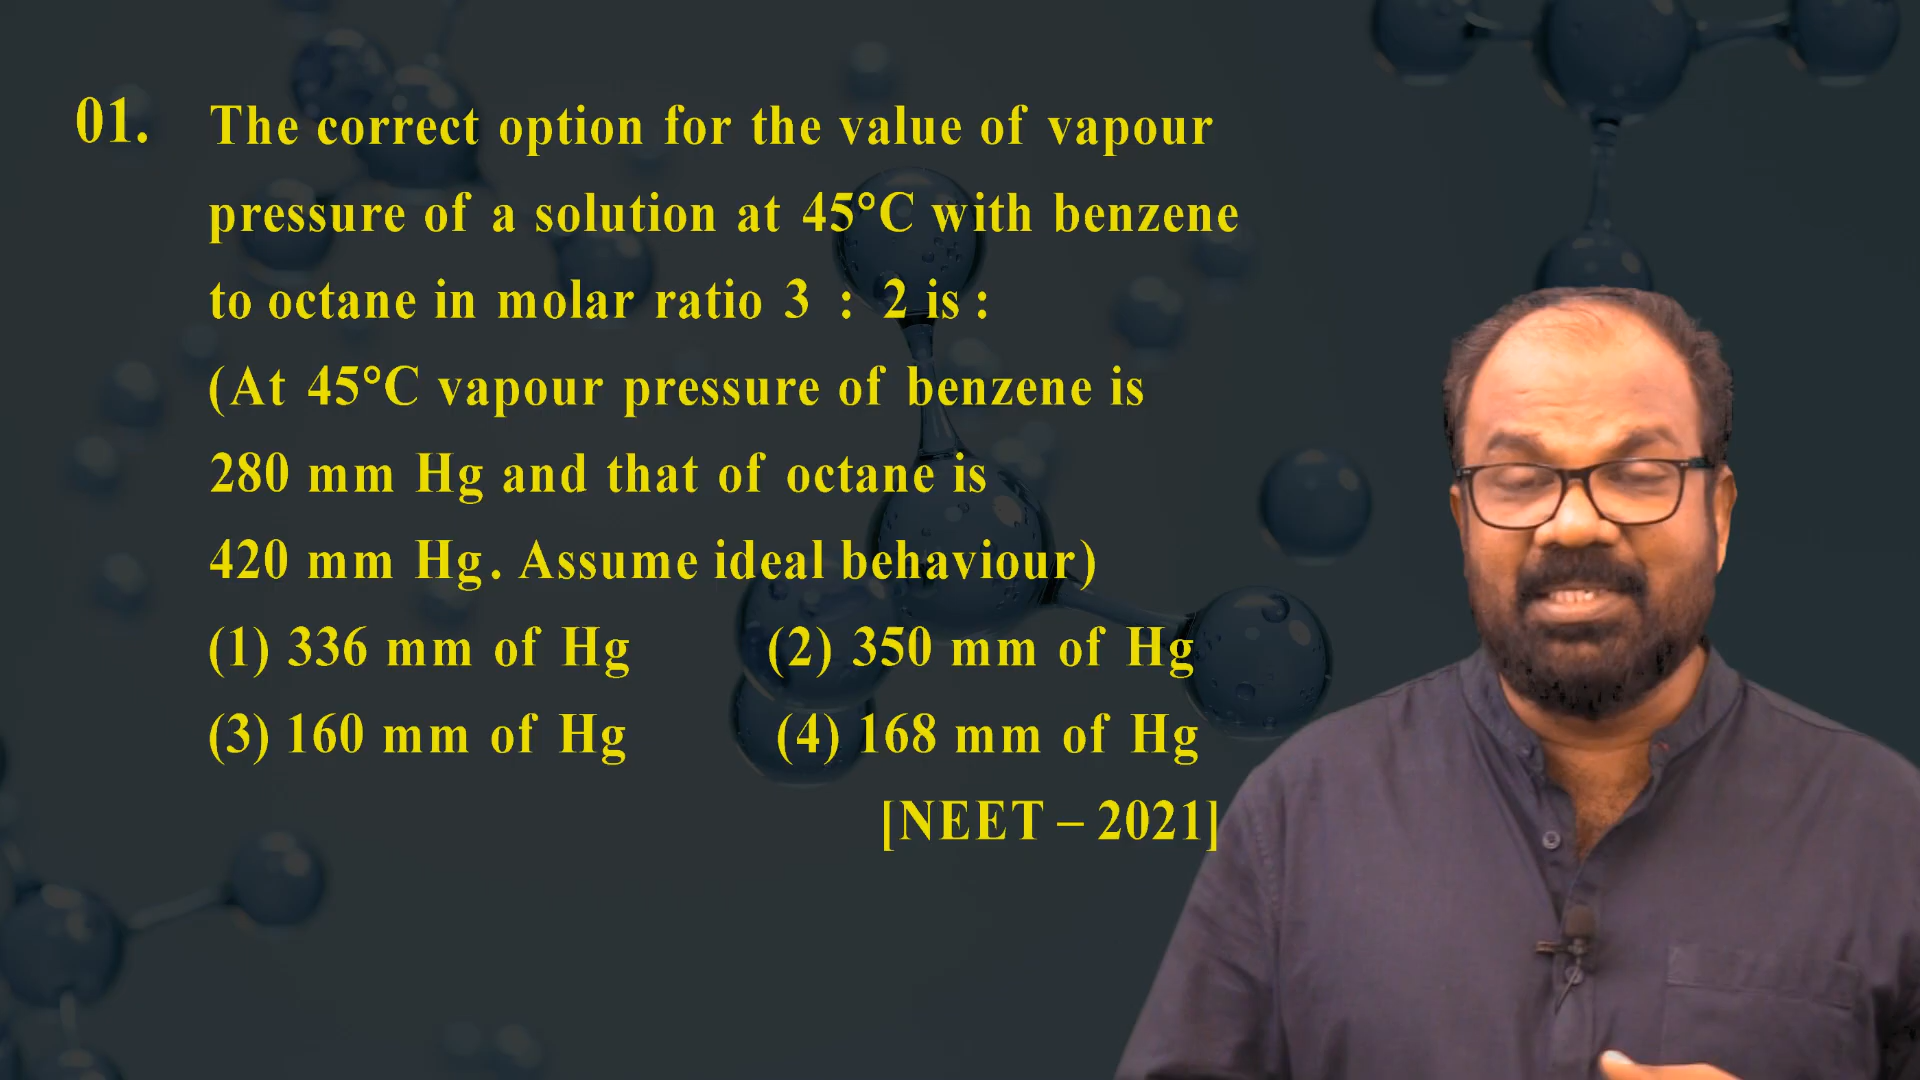 01. The correct option for the value of vapour
pressure of a solution at 45°C with benzene
to octane in molar ratio 3 : 2 is :
(At 45°C vapour pressure of benzene is
280 mm Hg and that of octane is
420 mm Hg. Assume ideal behaviour)
(1) 336 mm of Hg (2) 350 mm of Hg
(3) 160 mm of Hg (4) 168 mm of Hg
[NEET – 2021]